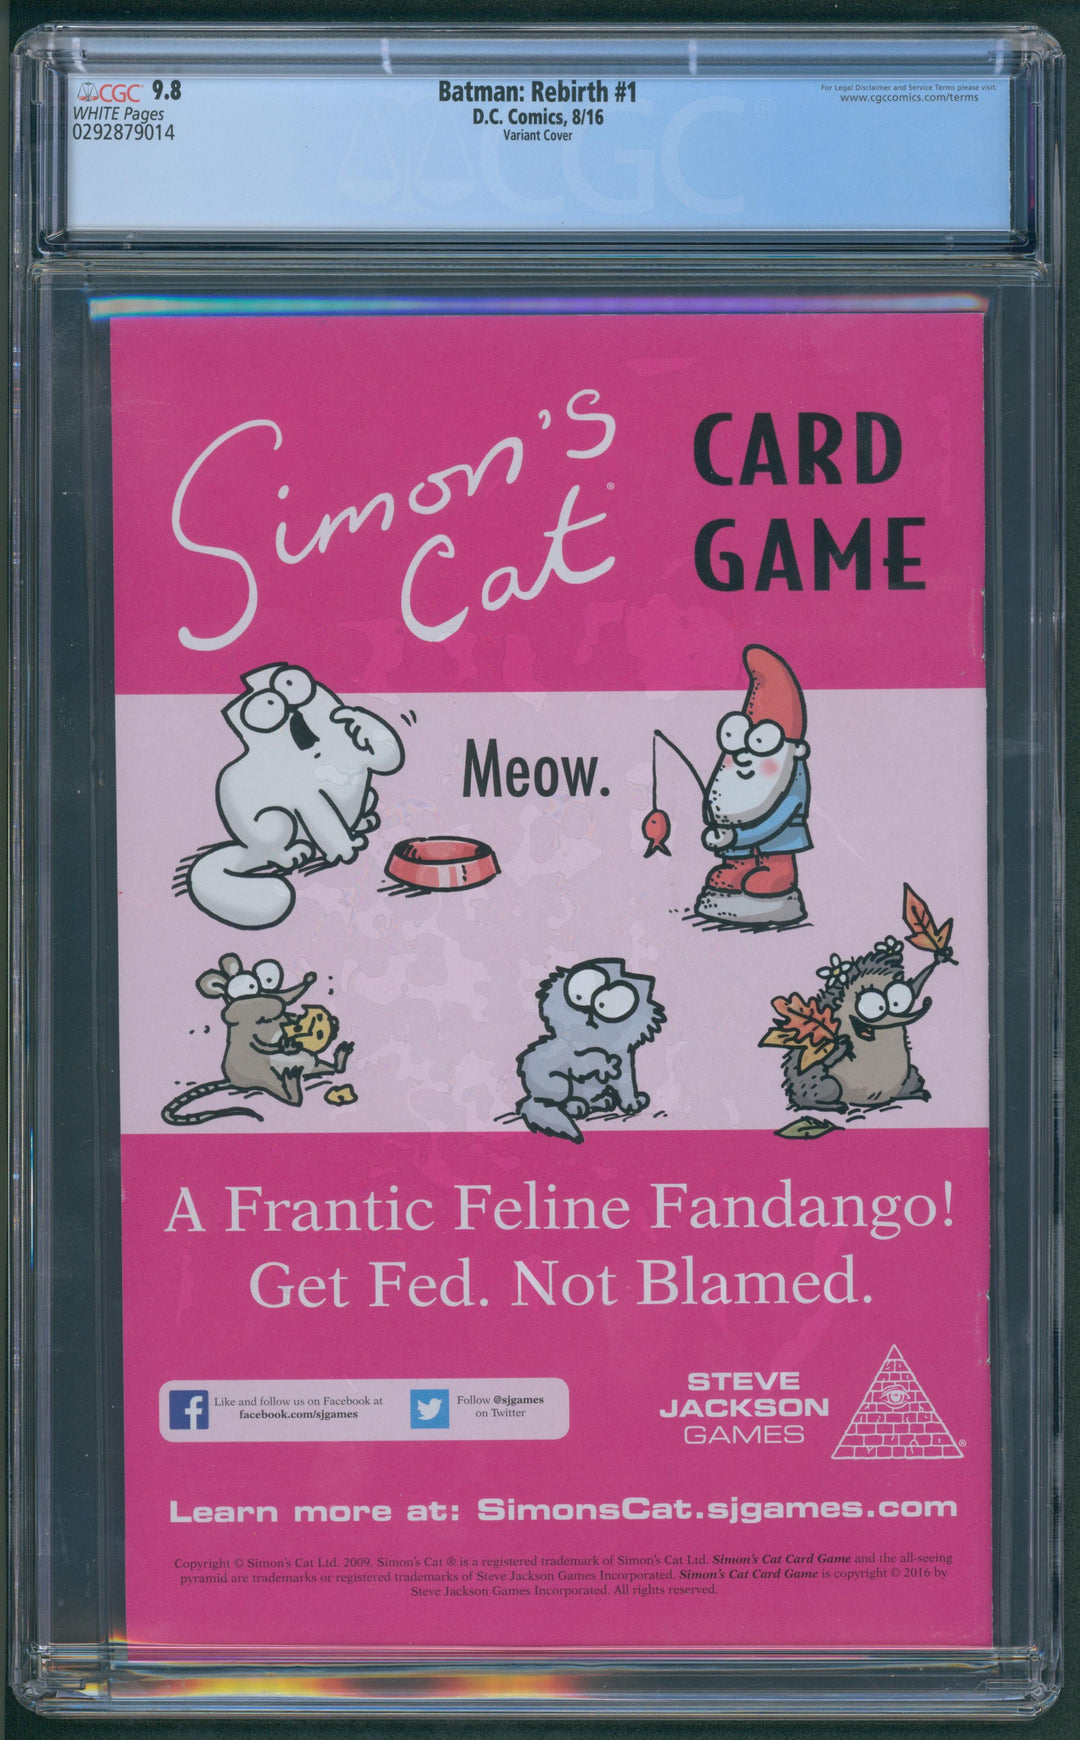 CGC 9.8
WHITE Pages
0292879014
Batman: Rebirth #1
D.C. Comics, 8/16
Variant Cover
For Legal Disclaimer and Service Terms please visit:
www.cgccomics.com/terms
CGC®
Simon's
Cat®
CARD
GAME
Meow.
A Frantic Feline Fandango!
Get Fed. Not Blamed.
Like and follow us on Facebook at
facebook.com/sjgames
Follow @sjgames
on Twitter
STEVE
JACKSON
GAMES
®
Learn more at: SimonsCat.sjgames.com
Copyright © Simon's Cat Ltd. 2009. Simon's Cat ® is a registered trademark of Simon's Cat Ltd. Simon's Cat Card Game and the all-seeing
pyramid are trademarks or registered trademarks of Steve Jackson Games Incorporated. Simon's Cat Card Game is copyright © 2016 by
Steve Jackson Games Incorporated. All rights reserved.